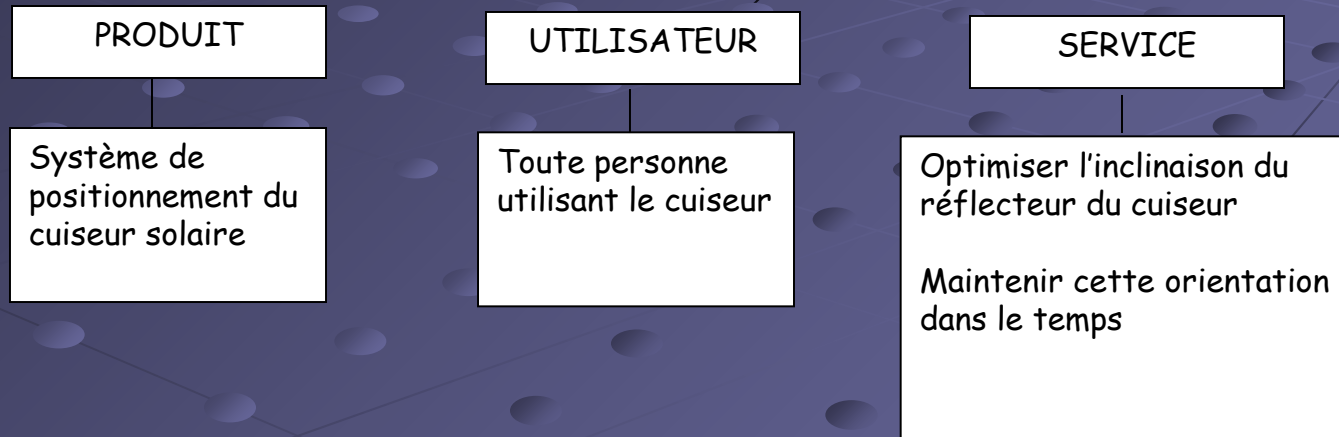 PRODUIT
Système de
positionnement du
cuiseur solaire
UTILISATEUR
Toute personne
utilisant le cuiseur
SERVICE
Optimiser l'inclinaison du
réflecteur du cuiseur
Maintenir cette orientation
dans le temps